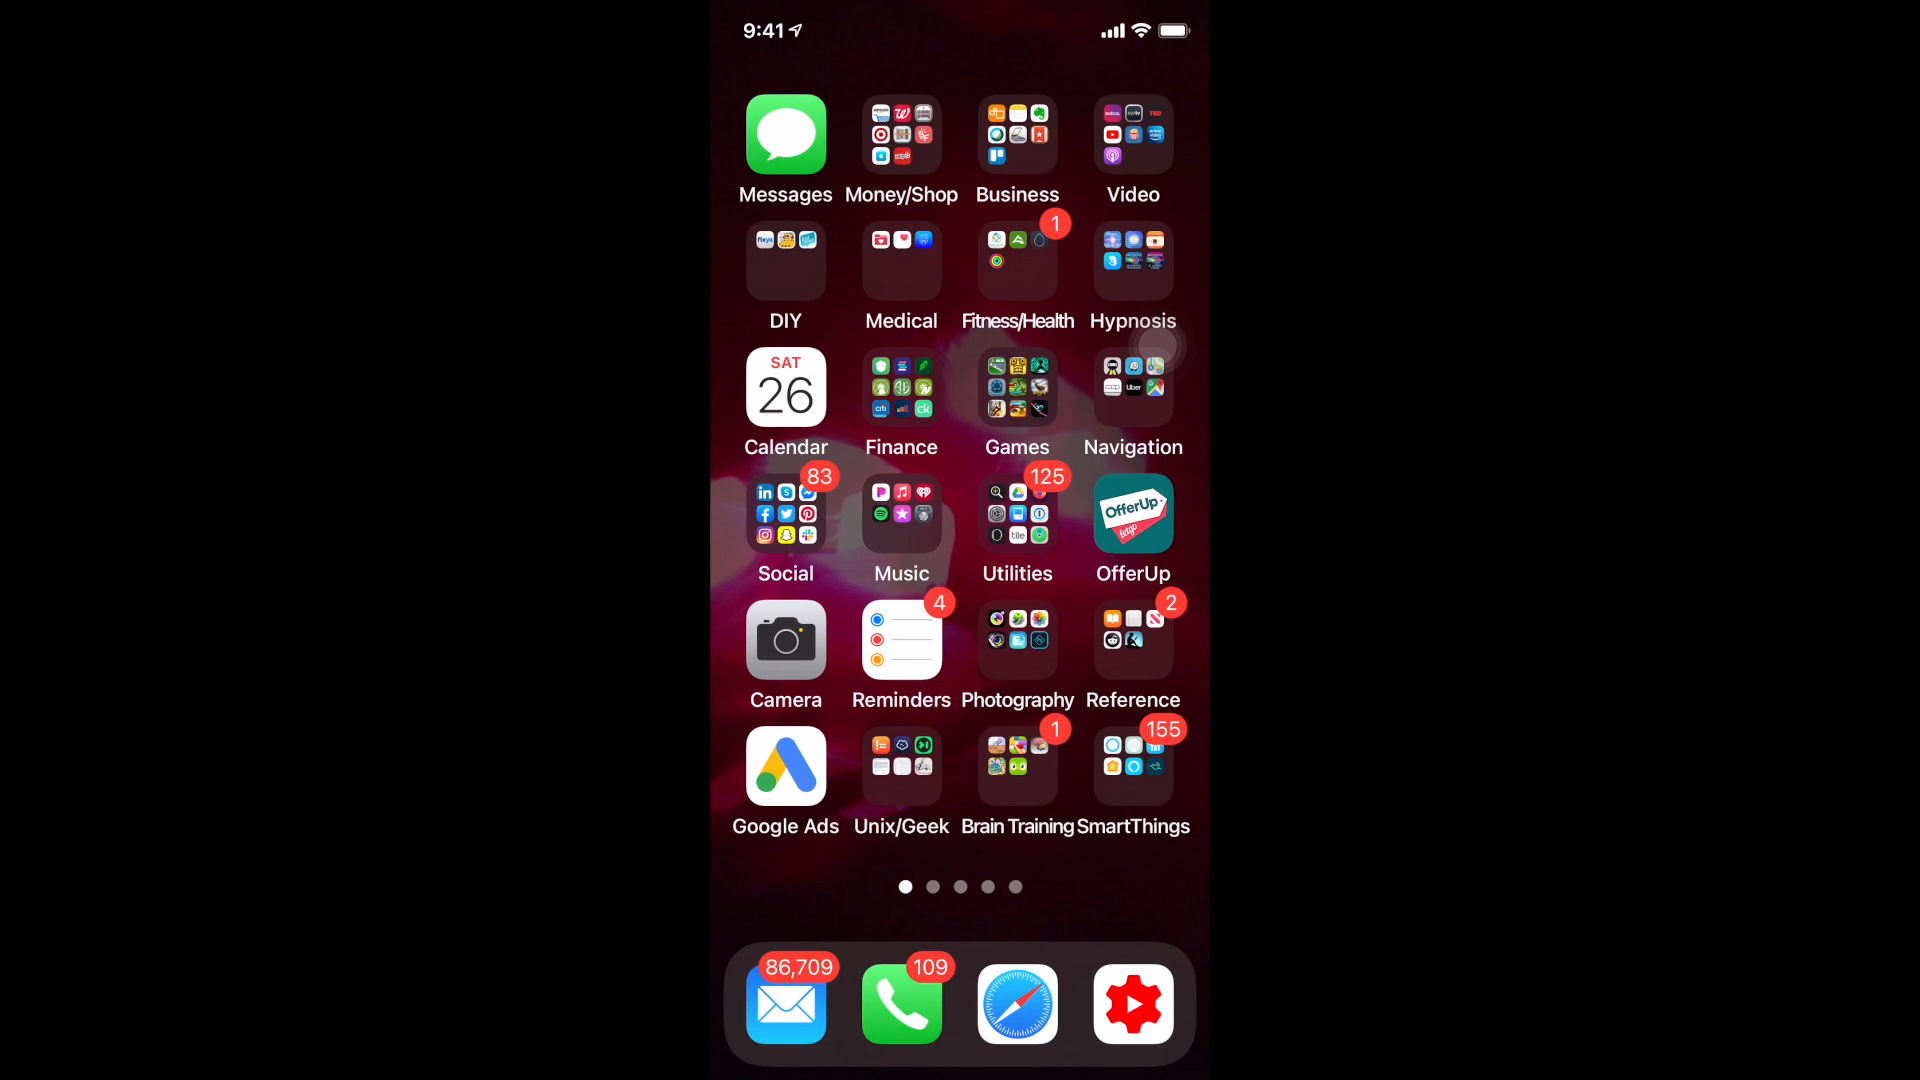 9:41
Messages Money/Shop Business Video
1
DIY Medical Fitness/Health Hypnosis
SAT
26
Calendar Finance Games Navigation
83 125
OfferUp
letgo
Social Music Utilities OfferUp
4 2
Camera Reminders Photography Reference
1 155
Google Ads Unix/Geek Brain Training SmartThings
86,709 109